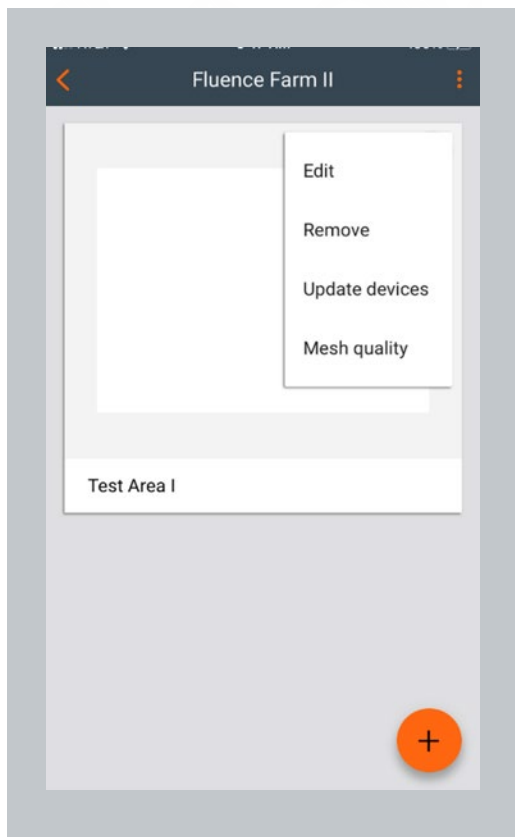 Fluence Farm II
Edit
Remove
Update devices
Mesh quality
Test Area I
+